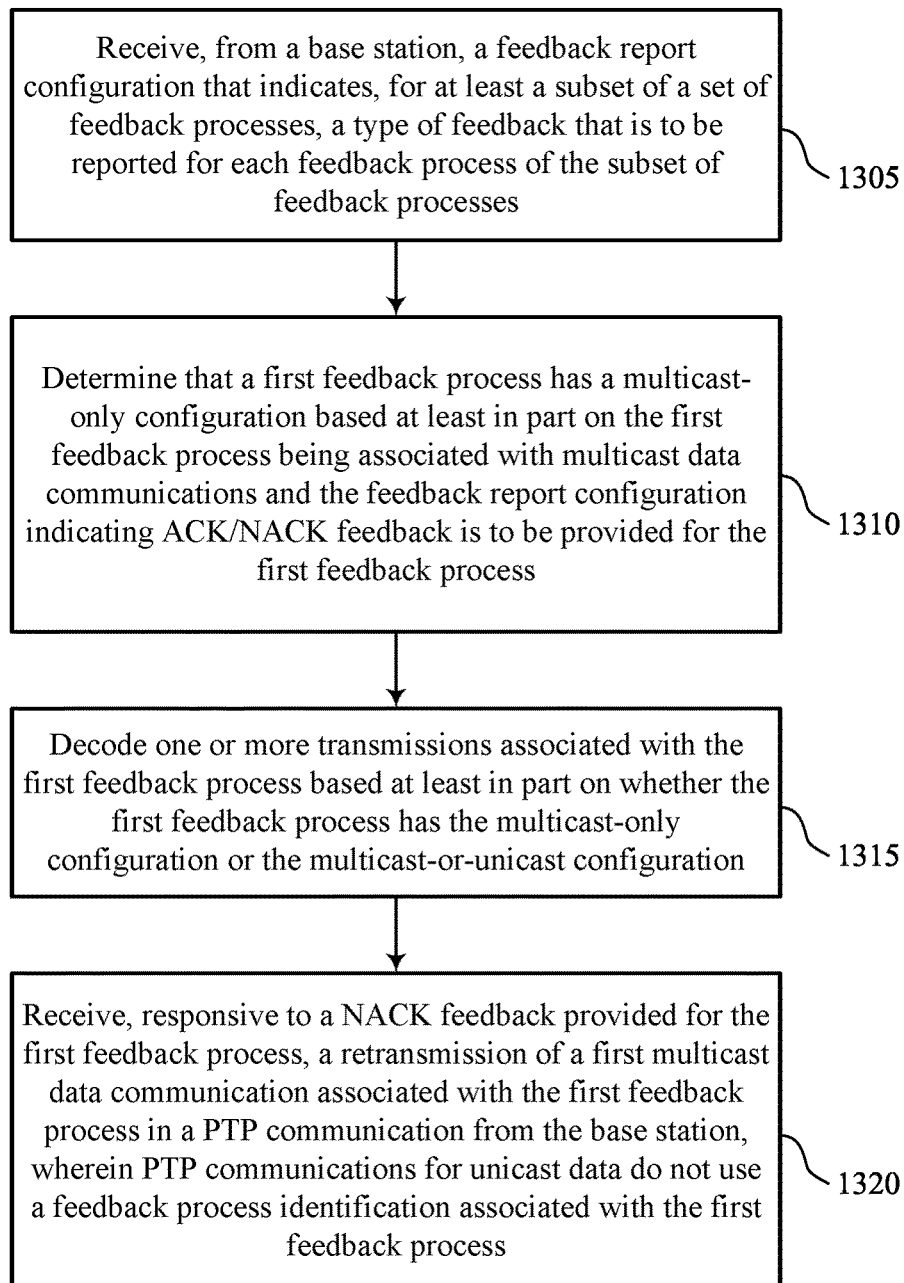 Receive, from a base station, a feedback report
configuration that indicates, for at least a subset of a set of
feedback processes, a type of feedback that is to be
reported for each feedback process of the subset of
feedback processes
1305
Determine that a first feedback process has a multicast-
only configuration based at least in part on the first
feedback process being associated with multicast data
communications and the feedback report configuration
indicating ACK/NACK feedback is to be provided for the
first feedback process
1310
Decode one or more transmissions associated with the
first feedback process based at least in part on whether the
first feedback process has the multicast-only
configuration or the multicast-or-unicast configuration
1315
Receive, responsive to a NACK feedback provided for the
first feedback process, a retransmission of a first multicast
data communication associated with the first feedback
process in a PTP communication from the base station,
wherein PTP communications for unicast data do not use
a feedback process identification associated with the first
feedback process
1320